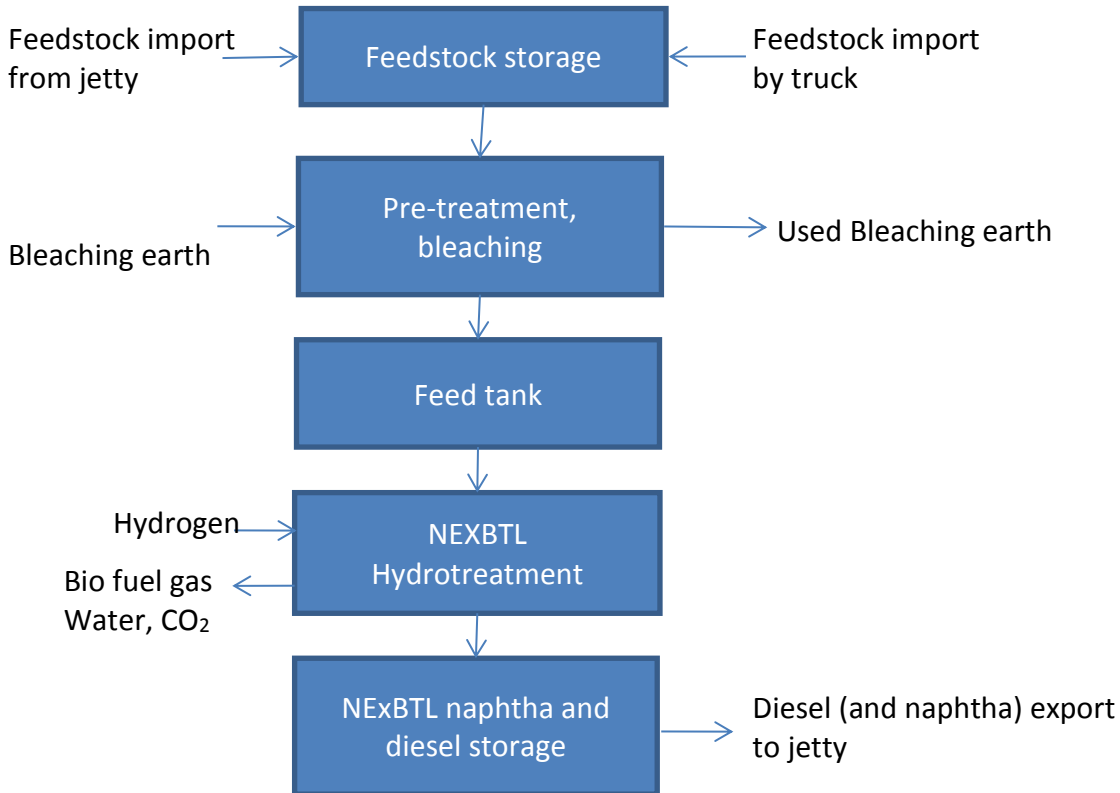 Feedstock import
from jetty
Feedstock storage
Feedstock import
by truck
Pre-treatment,
bleaching
Bleaching earth
Used Bleaching earth
Feed tank
Hydrogen
NEXBTL
Hydrotreatment
Bio fuel gas
Water, CO₂
NExBTL naphtha and
diesel storage
Diesel (and naphtha) export
to jetty